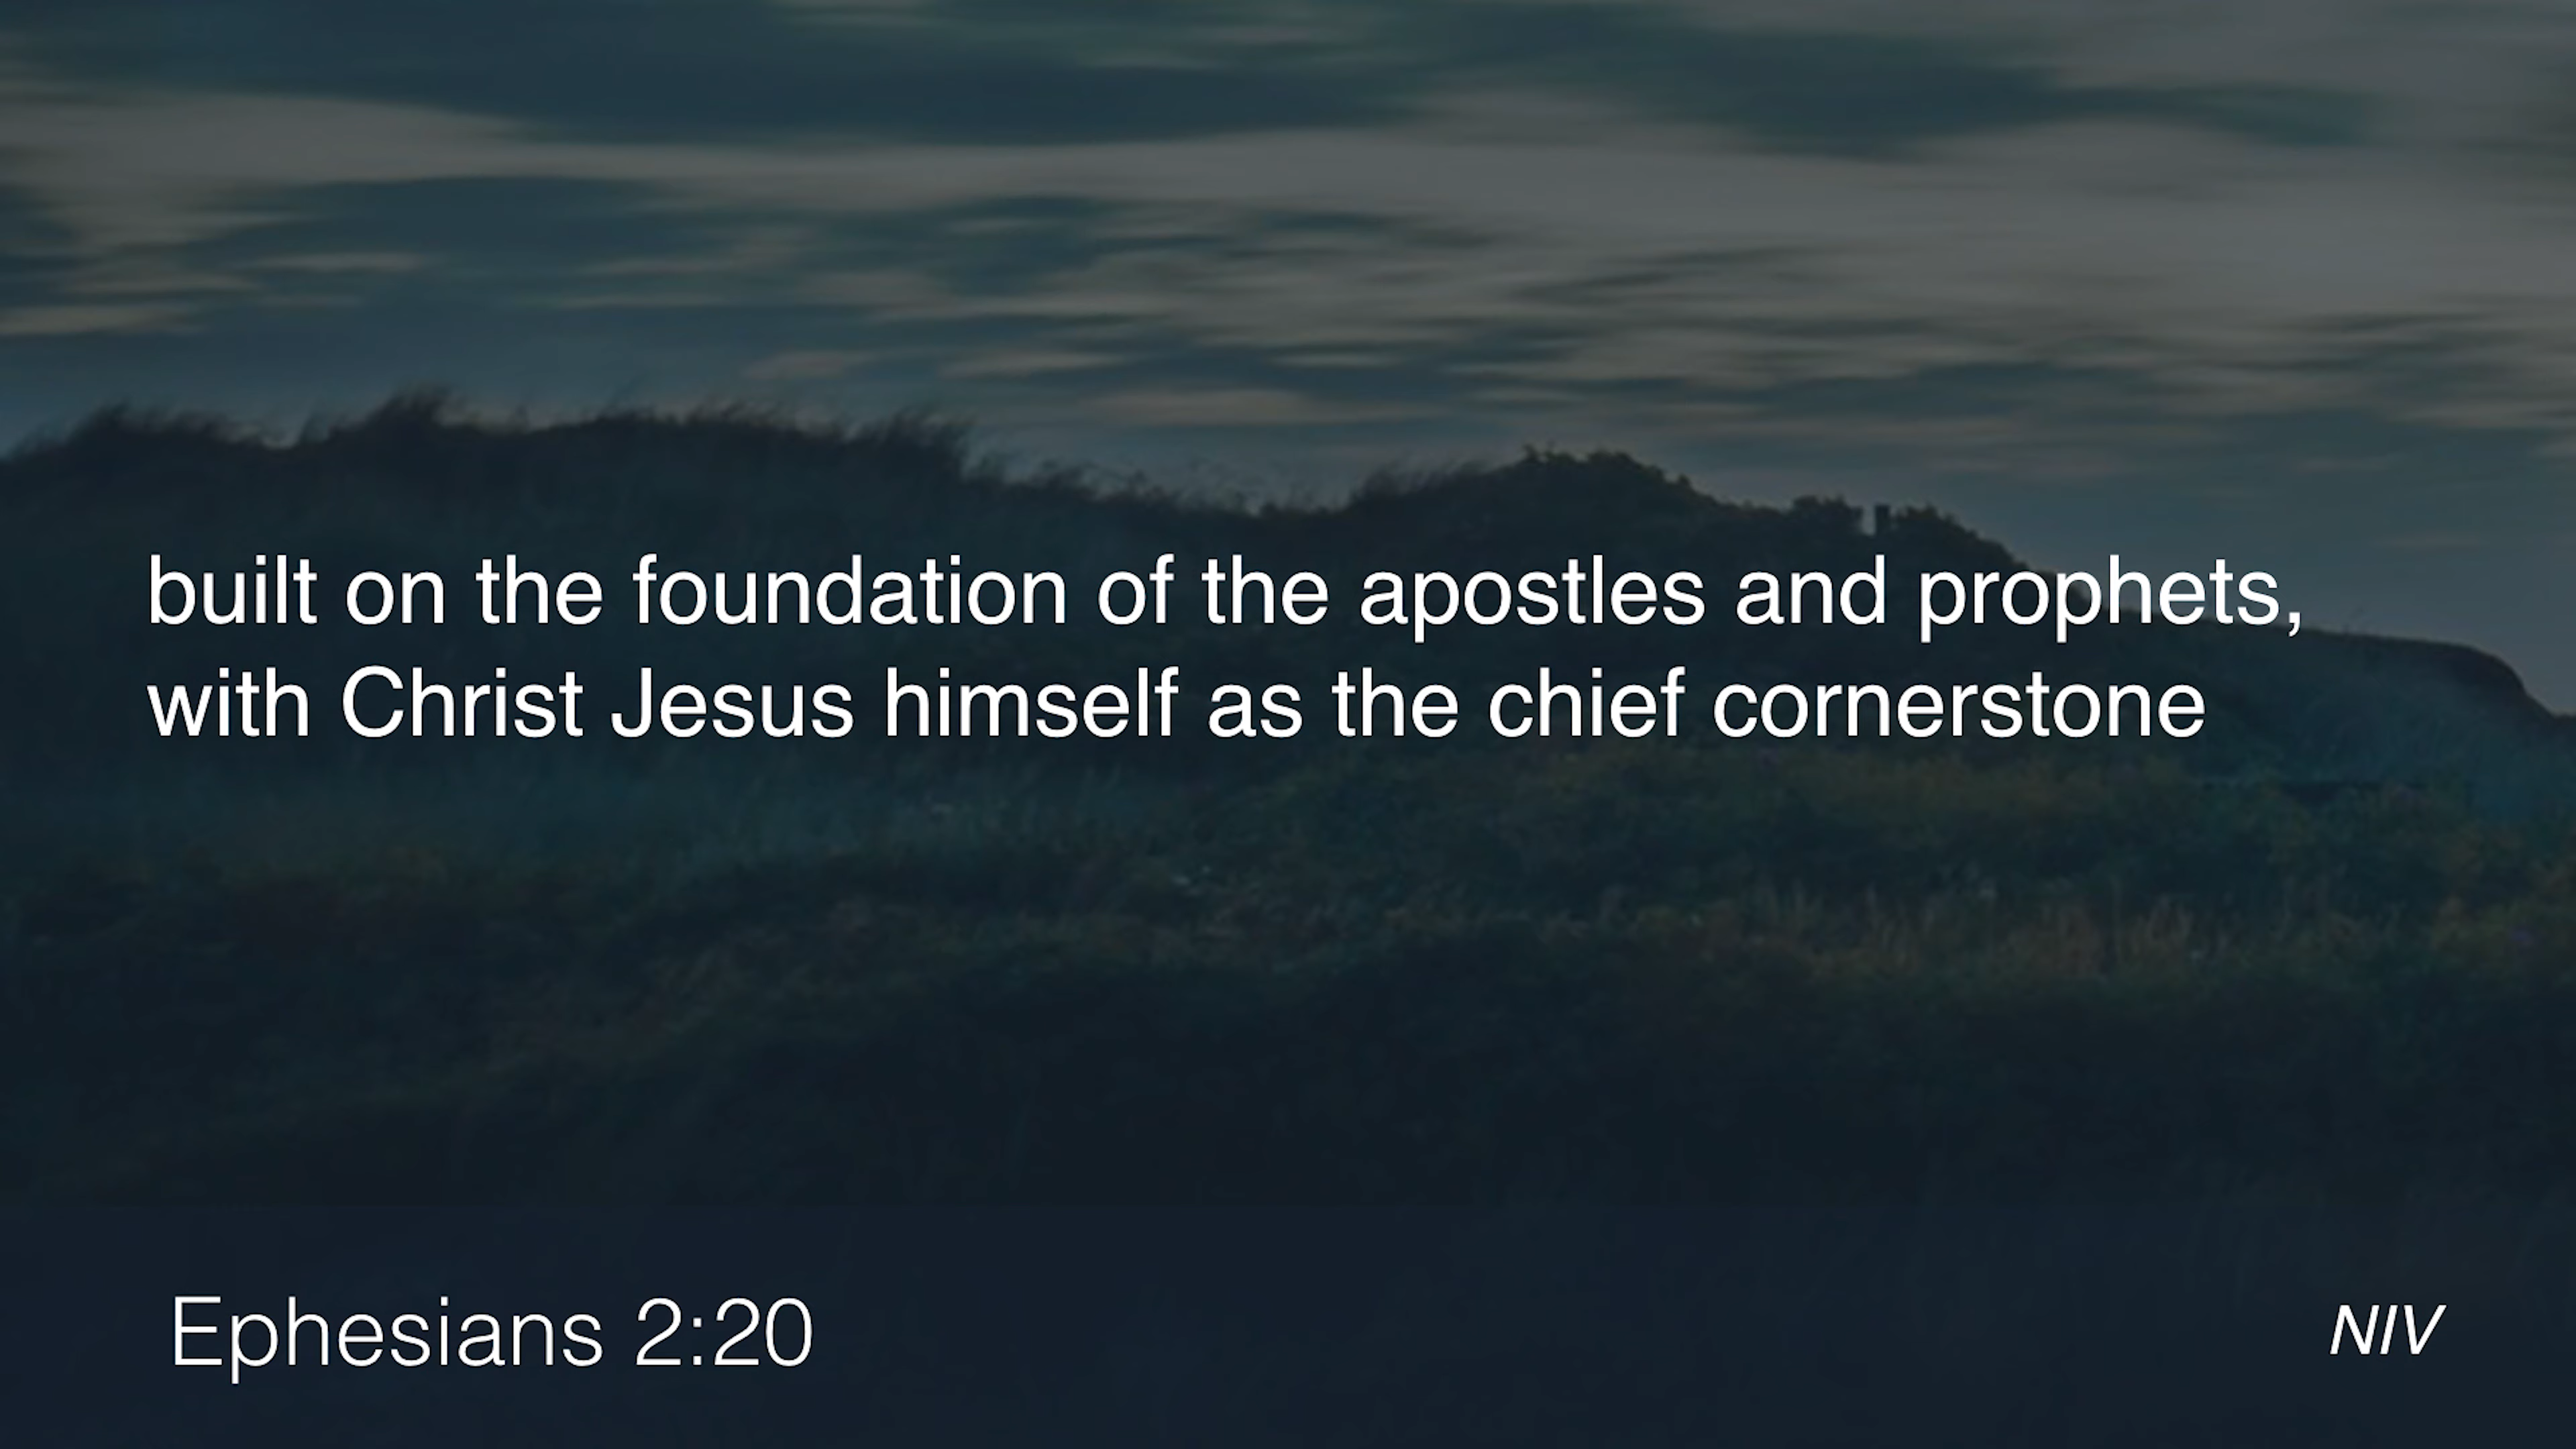 built on the foundation of the apostles and prophets,
with Christ Jesus himself as the chief cornerstone
Ephesians 2:20
NIV